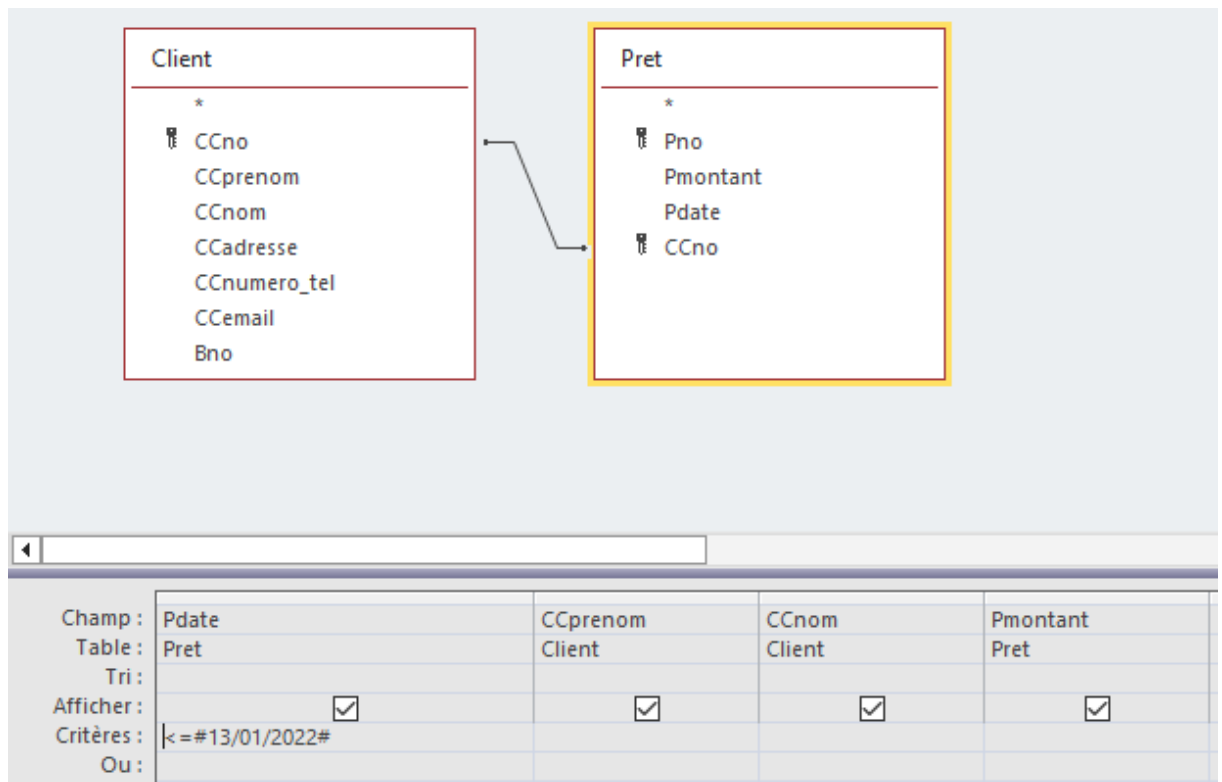 Client
*
CCno
CCprenom
CCnom
CCadresse
CCnumero_tel
CCemail
Bno
Pret
*
Pno
Pmontant
Pdate
CCno
Champ : Pdate CCprenom CCnom Pmontant
Table : Pret Client Client Pret
Tri :
Afficher :
Critères : <=#13/01/2022#
Ou :